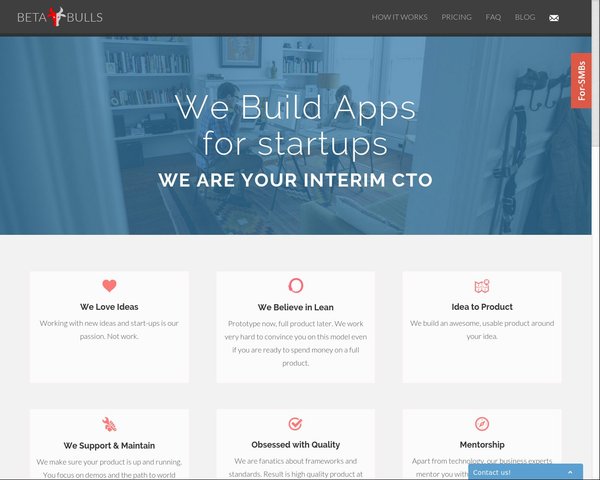 BETA BULLS
HOW IT WORKS PRICING FAQ BLOG
For-SMBs
We Build Apps
for startups
WE ARE YOUR INTERIM CTO
We Love Ideas
Working with new ideas and start-ups is our
passion. Not work.
We Believe in Lean
Prototype now, full product later. We work
very hard to convince you on this model even
if you are ready to spend money on a full
product.
Idea to Product
We build an awesome, usable product around
your idea.
We Support & Maintain
We make sure your product is up and running.
You focus on demos and the path to world
Obsessed with Quality
We are fanatics about frameworks and
standards. Result is high quality product at
Mentorship
Apart from technology, our business experts
mentor you with
Contact us!